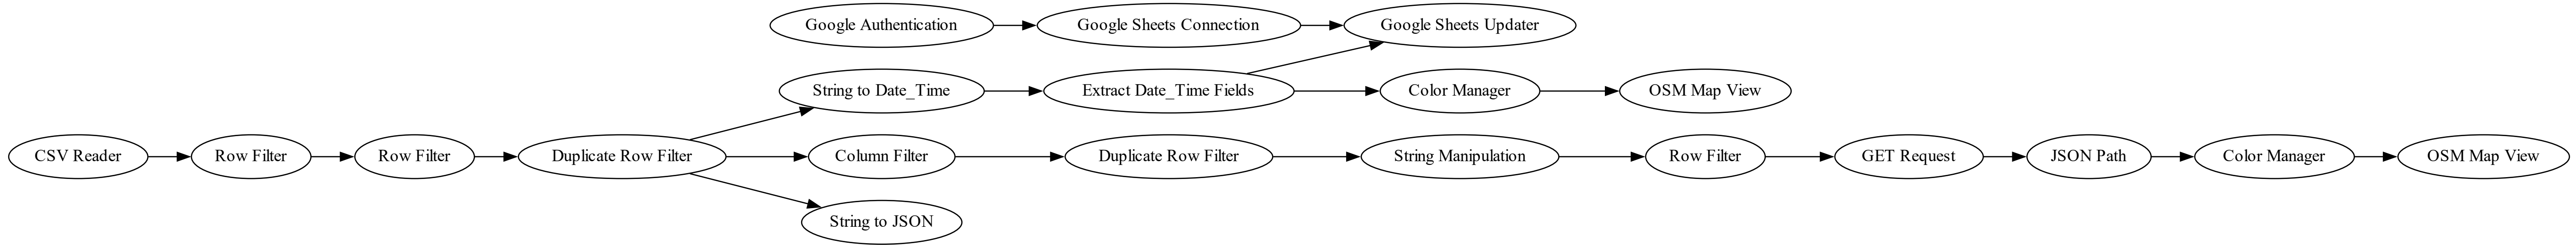 Google Authentication
Google Sheets Connection
Google Sheets Updater
String to Date_Time
Extract Date_Time Fields
Color Manager
OSM Map View
CSV Reader
Row Filter
Row Filter
Duplicate Row Filter
Column Filter
Duplicate Row Filter
String Manipulation
Row Filter
GET Request
JSON Path
Color Manager
OSM Map View
String to JSON